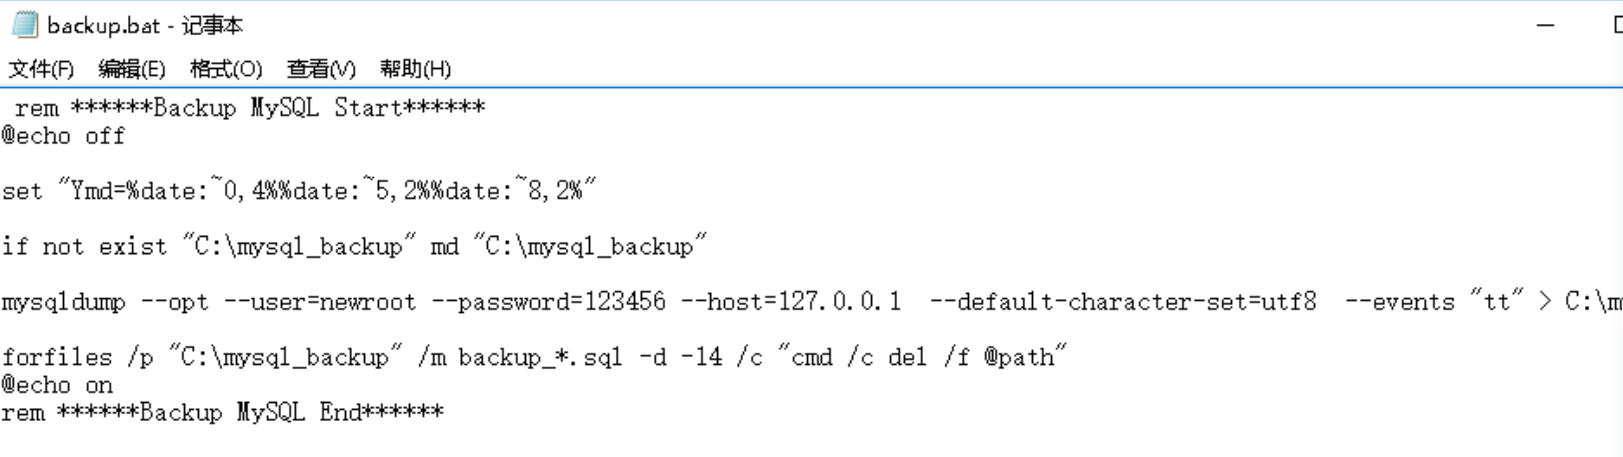 backup.bat - 记事本
文件(F) 编辑(E) 格式(O) 查看(V) 帮助(H)
rem ******Backup MySQL Start******
@echo off
set "Ymd=%date:~0,4%%date:~5,2%%date:~8,2%"
if not exist "C:\mysql_backup" md "C:\mysql_backup"
mysqldump --opt --user=newroot --password=123456 --host=127.0.0.1  --default-character-set=utf8  --events "tt" > C:\m
forfiles /p "C:\mysql_backup" /m backup_*.sql -d -14 /c "cmd /c del /f @path"
@echo on
rem ******Backup MySQL End******